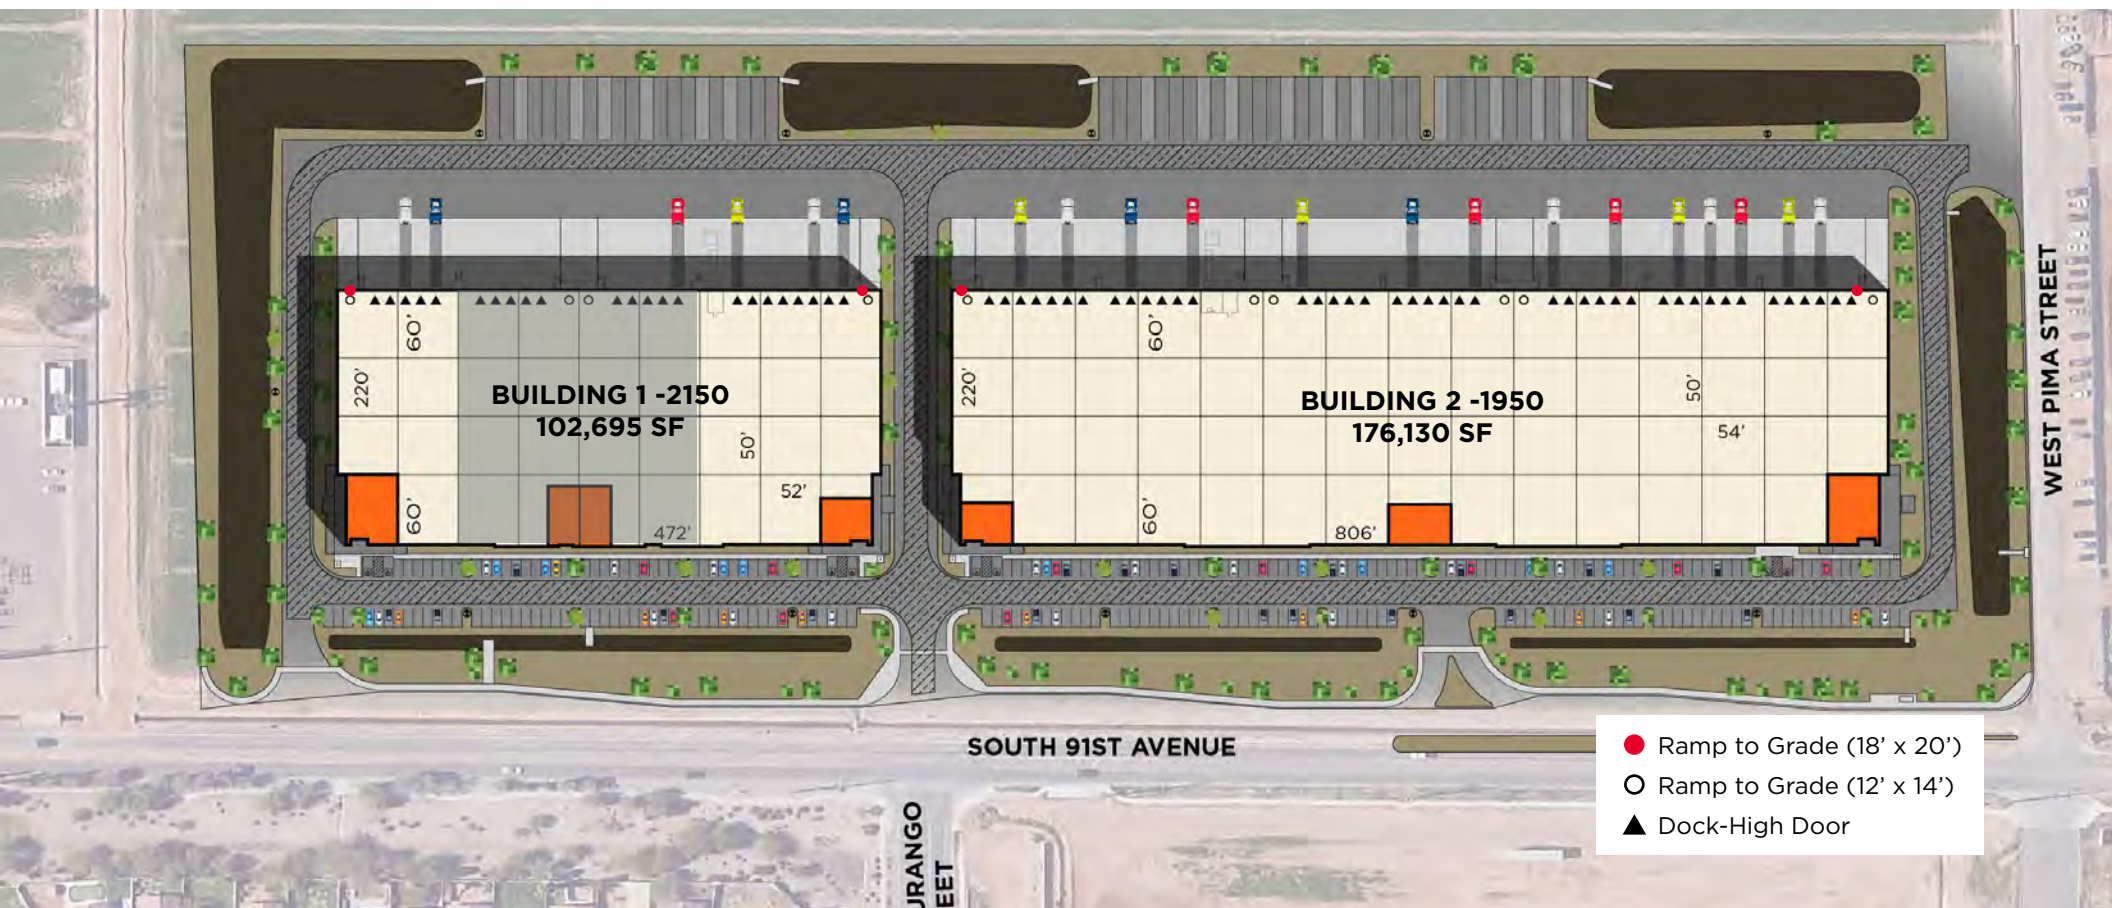 60'
220'
BUILDING 1 -2150
102,695 SF
50'
52'
60'
472'
60'
220'
BUILDING 2 -1950
176,130 SF
50'
54'
60'
806'
WEST PIMA STREET
SOUTH 91ST AVENUE
Ramp to Grade (18' x 20')
Ramp to Grade (12' x 14')
Dock-High Door
URANGO
EET